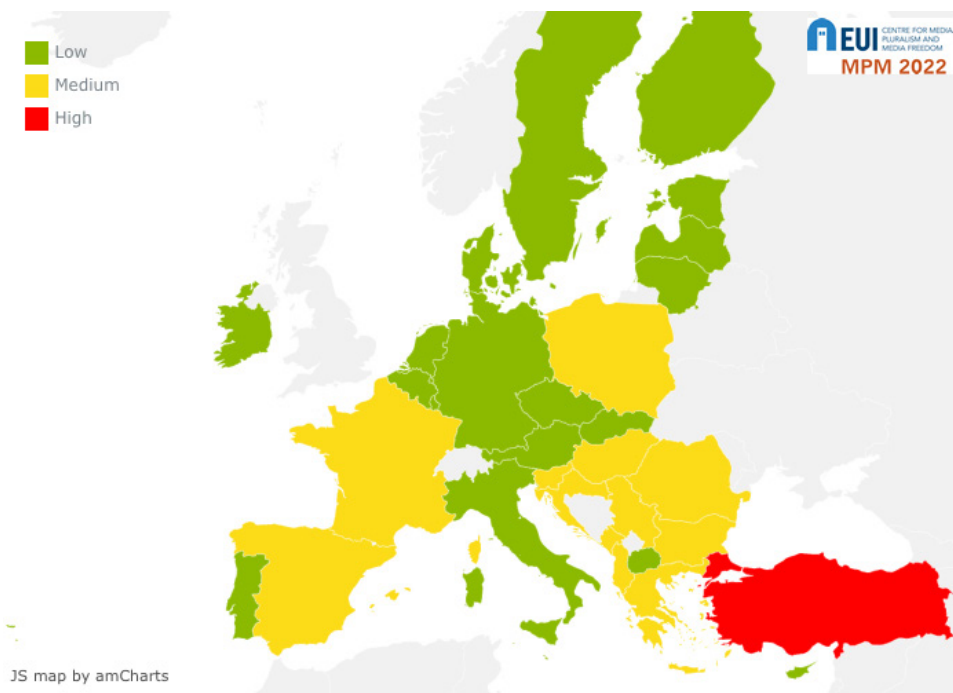 Low
Medium
High
EUI
CENTRE FOR MEDIA
PLURALISM AND
MEDIA FREEDOM
MPM 2022
JS map by amCharts